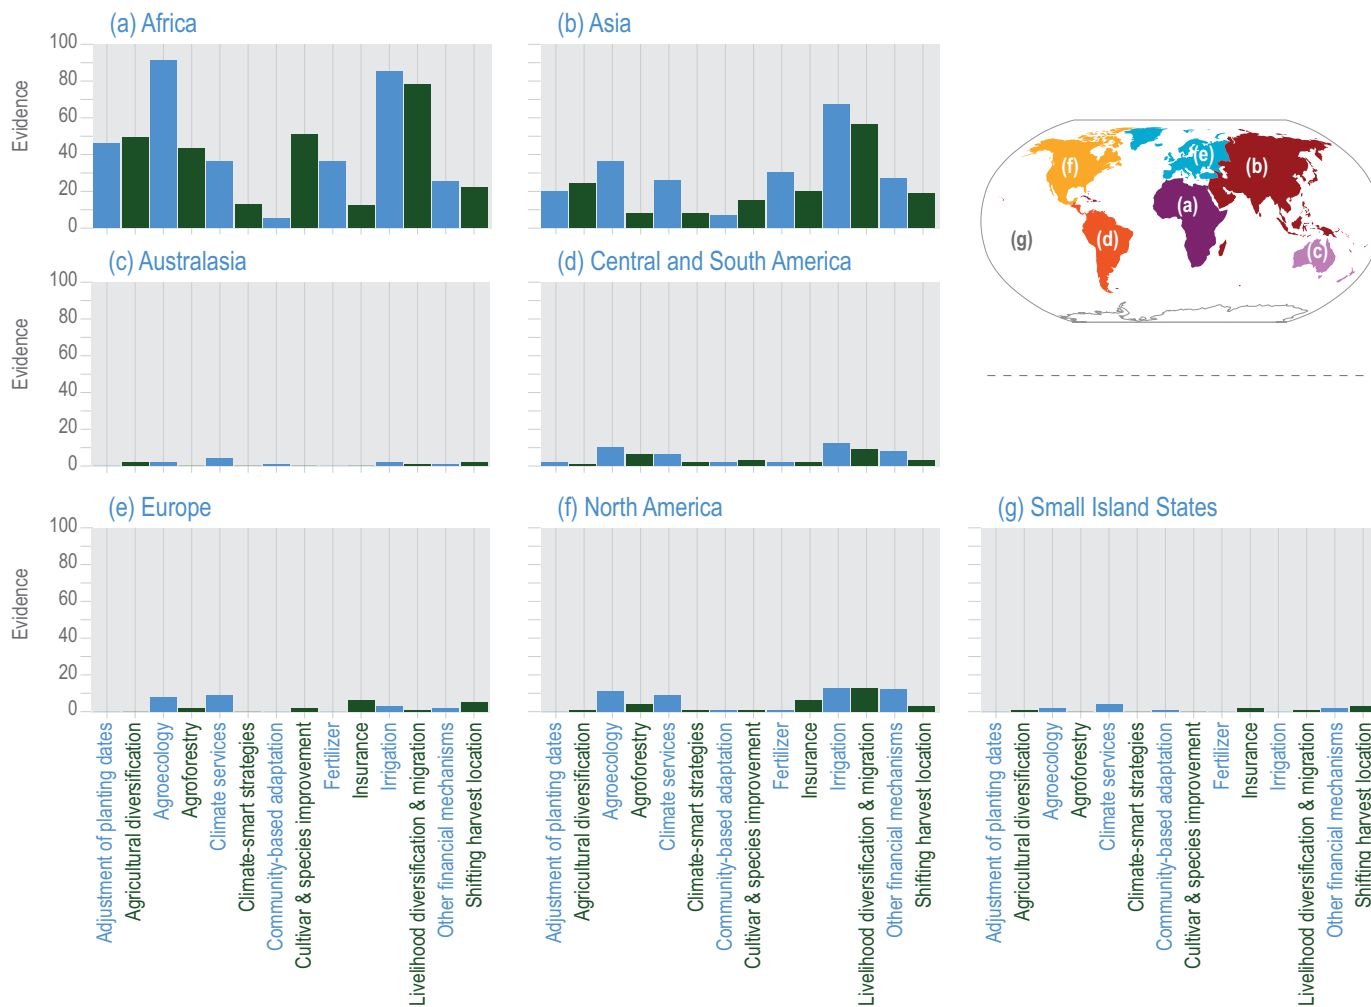 (a) Africa
(b) Asia
100
80
60
40
20
0
Evidence
(f)
(e)
(b)
(a)
(g)
(d)
(c)
(c) Australasia
(d) Central and South America
100
80
60
40
20
0
Evidence
(e) Europe
(f) North America
(g) Small Island States
100
80
60
40
20
0
Evidence
Adjustment of planting dates
Agricultural diversification
Agroecology
Agroforestry
Climate services
Climate-smart strategies
Community-based adaptation
Cultivar & species improvement
Fertilizer
Insurance
Irrigation
Livelihood diversification & migration
Other financial mechanisms
Shifting harvest location
Adjustment of planting dates
Agricultural diversification
Agroecology
Agroforestry
Climate services
Climate-smart strategies
Community-based adaptation
Cultivar & species improvement
Fertilizer
Insurance
Irrigation
Livelihood diversification & migration
Other financial mechanisms
Shifting harvest location
Adjustment of planting dates
Agricultural diversification
Agroecology
Agroforestry
Climate services
Climate-smart strategies
Community-based adaptation
Cultivar & species improvement
Fertilizer
Insurance
Irrigation
Livelihood diversification & migration
Other financial mechanisms
Shifting harvest location